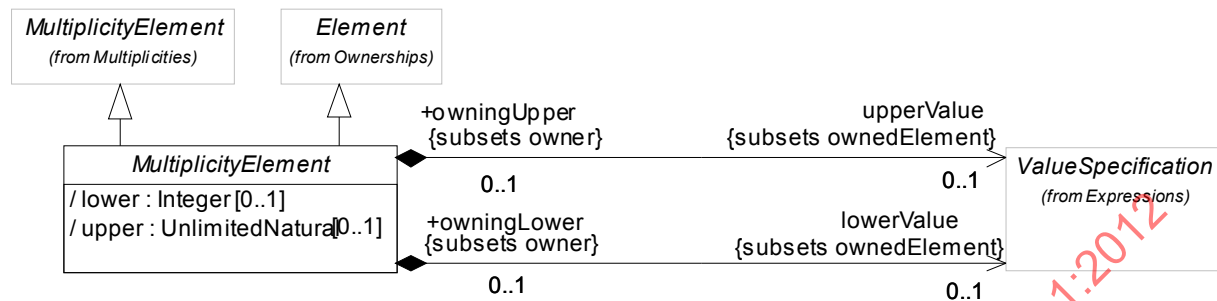 MultiplicityElement
(from Multiplicities)
Element
(from Ownerships)
+owningUpper
{subsets owner}
upperValue
{subsets ownedElement}
0..1
0..1
MultiplicityElement
/ lower : Integer [0..1]
/ upper : UnlimitedNatural[0..1]
ValueSpecification
(from Expressions)
+owningLower
{subsets owner}
lowerValue
{subsets ownedElement}
0..1
0..1
1:2012